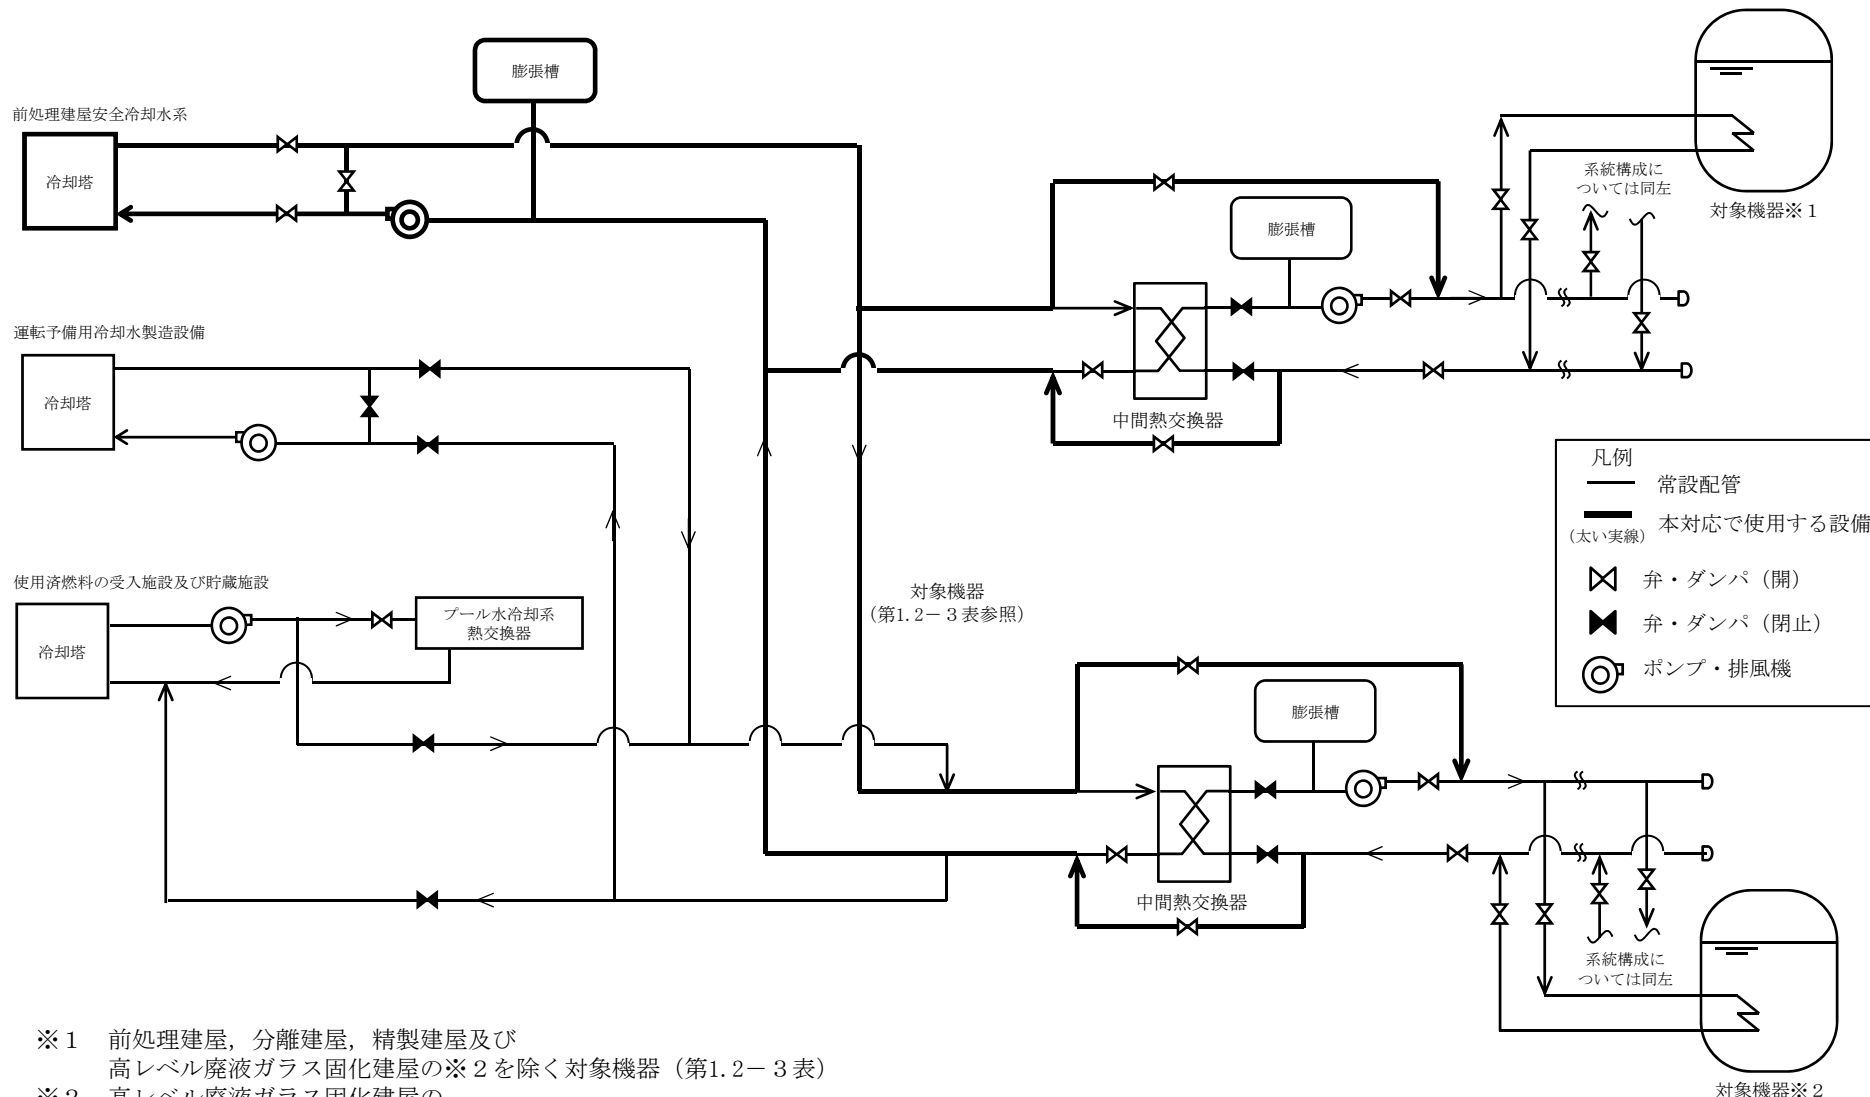 膨張槽
前処理建屋安全冷却水系
冷却塔
運転予備用冷却水製造設備
冷却塔
使用済燃料の受入施設及び貯蔵施設
冷却塔
プール水冷却系
熱交換器
対象機器
（第1.2－３表参照）
膨張槽
中間熱交換器
系統構成に
ついては同左
対象機器※１
凡例
常設配管
本対応で使用する設備
（太い実線）
弁・ダンパ（開）
弁・ダンパ（閉止）
ポンプ・排風機
膨張槽
中間熱交換器
系統構成に
ついては同左
対象機器※２
※１　前処理建屋，分離建屋，精製建屋及び
高レベル廃液ガラス固化建屋の※２を除く対象機器（第1.2－３表）
※２　高レベル廃液ガラス固化建屋の